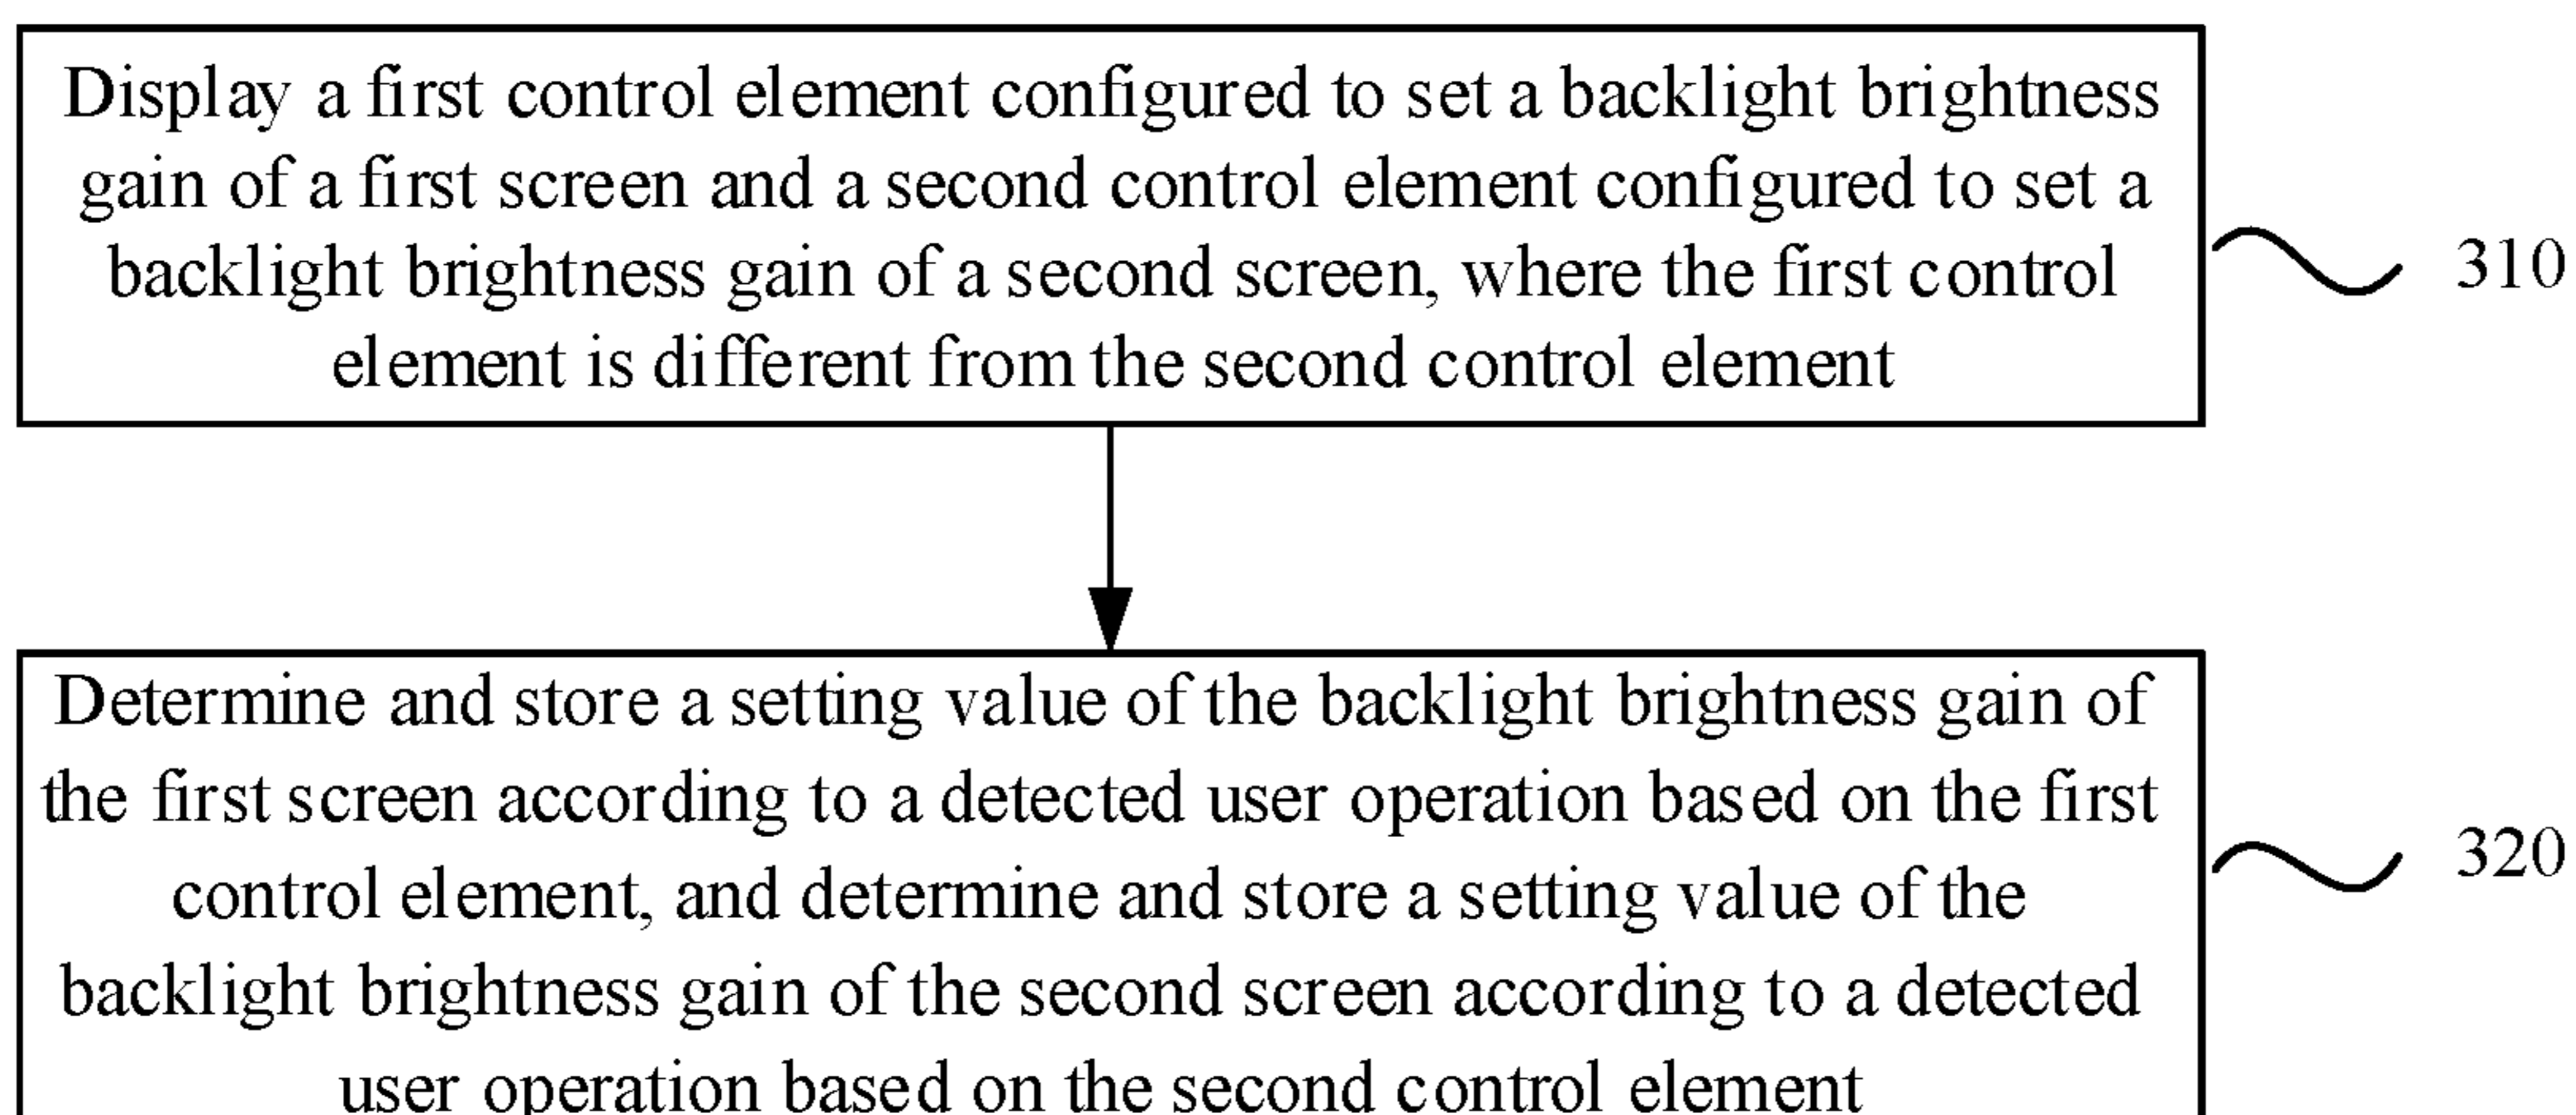 Display a first control element configured to set a backlight brightness
gain of a first screen and a second control element configured to set a
backlight brightness gain of a second screen, where the first control
element is different from the second control element
310
Determine and store a setting value of the backlight brightness gain of
the first screen according to a detected user operation based on the first
control element, and determine and store a setting value of the
backlight brightness gain of the second screen according to a detected
user operation based on the second control element
320